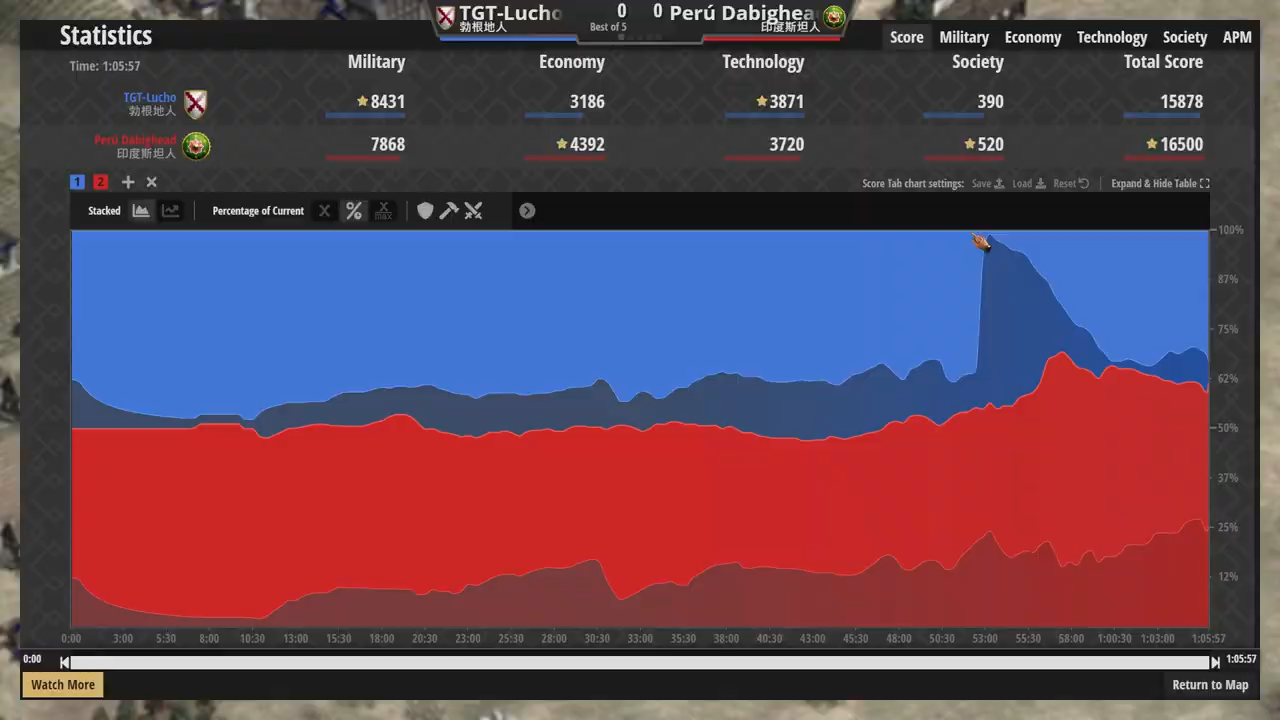 TGT-Lucho 0 0 Perú Dabighea
勃根地人 Best of 5 印度斯坦人
Statistics
Score Military Economy Technology Society APM
Time: 1:05:57
Military Economy Technology Society Total Score
TGT-Lucho 8431 3186 3871 390 15878
勃根地人
Perú Dabighead 7868 4392 3720 520 16500
印度斯坦人
1 2
Score Tab chart settings: Save Load Reset Expand & Hide Table
Stacked Percentage of Current X % X max
100%
87%
75%
62%
50%
37%
25%
12%
0:00 3:00 5:30 8:00 10:30 13:00 15:30 18:00 20:30 23:00 25:30 28:00 30:30 33:00 35:30 38:00 40:30 43:00 45:30 48:00 50:30 53:00 55:30 58:00 1:00:30 1:03:00 1:05:57
0:00 1:05:57
Watch More Return to Map